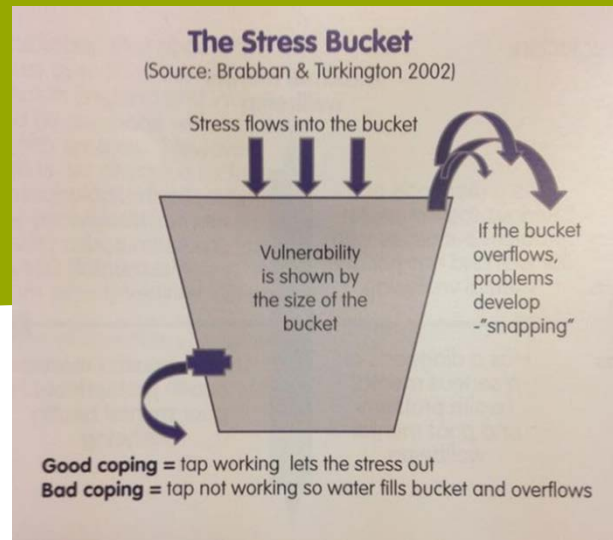 The Stress Bucket
(Source: Brabban & Turkington 2002)
Stress flows into the bucket
Vulnerability
is shown by
the size of the
bucket
If the bucket
overflows,
problems
develop
-"snapping"
Good coping = tap working lets the stress out
Bad coping = tap not working so water fills bucket and overflows